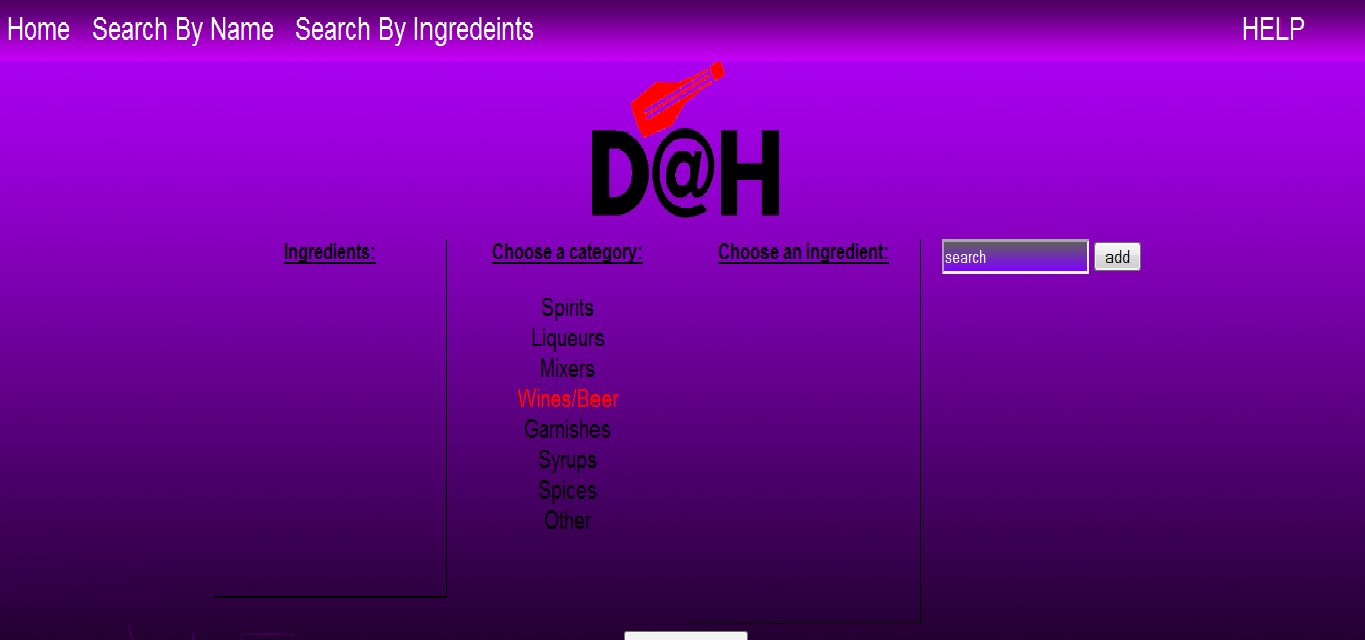 Home Search By Name Search By Ingredeints HELP
D@H
Ingredients: Choose a category: Choose an ingredient: search add
Spirits
Liqueurs
Mixers
Wines/Beer
Garnishes
Syrups
Spices
Other